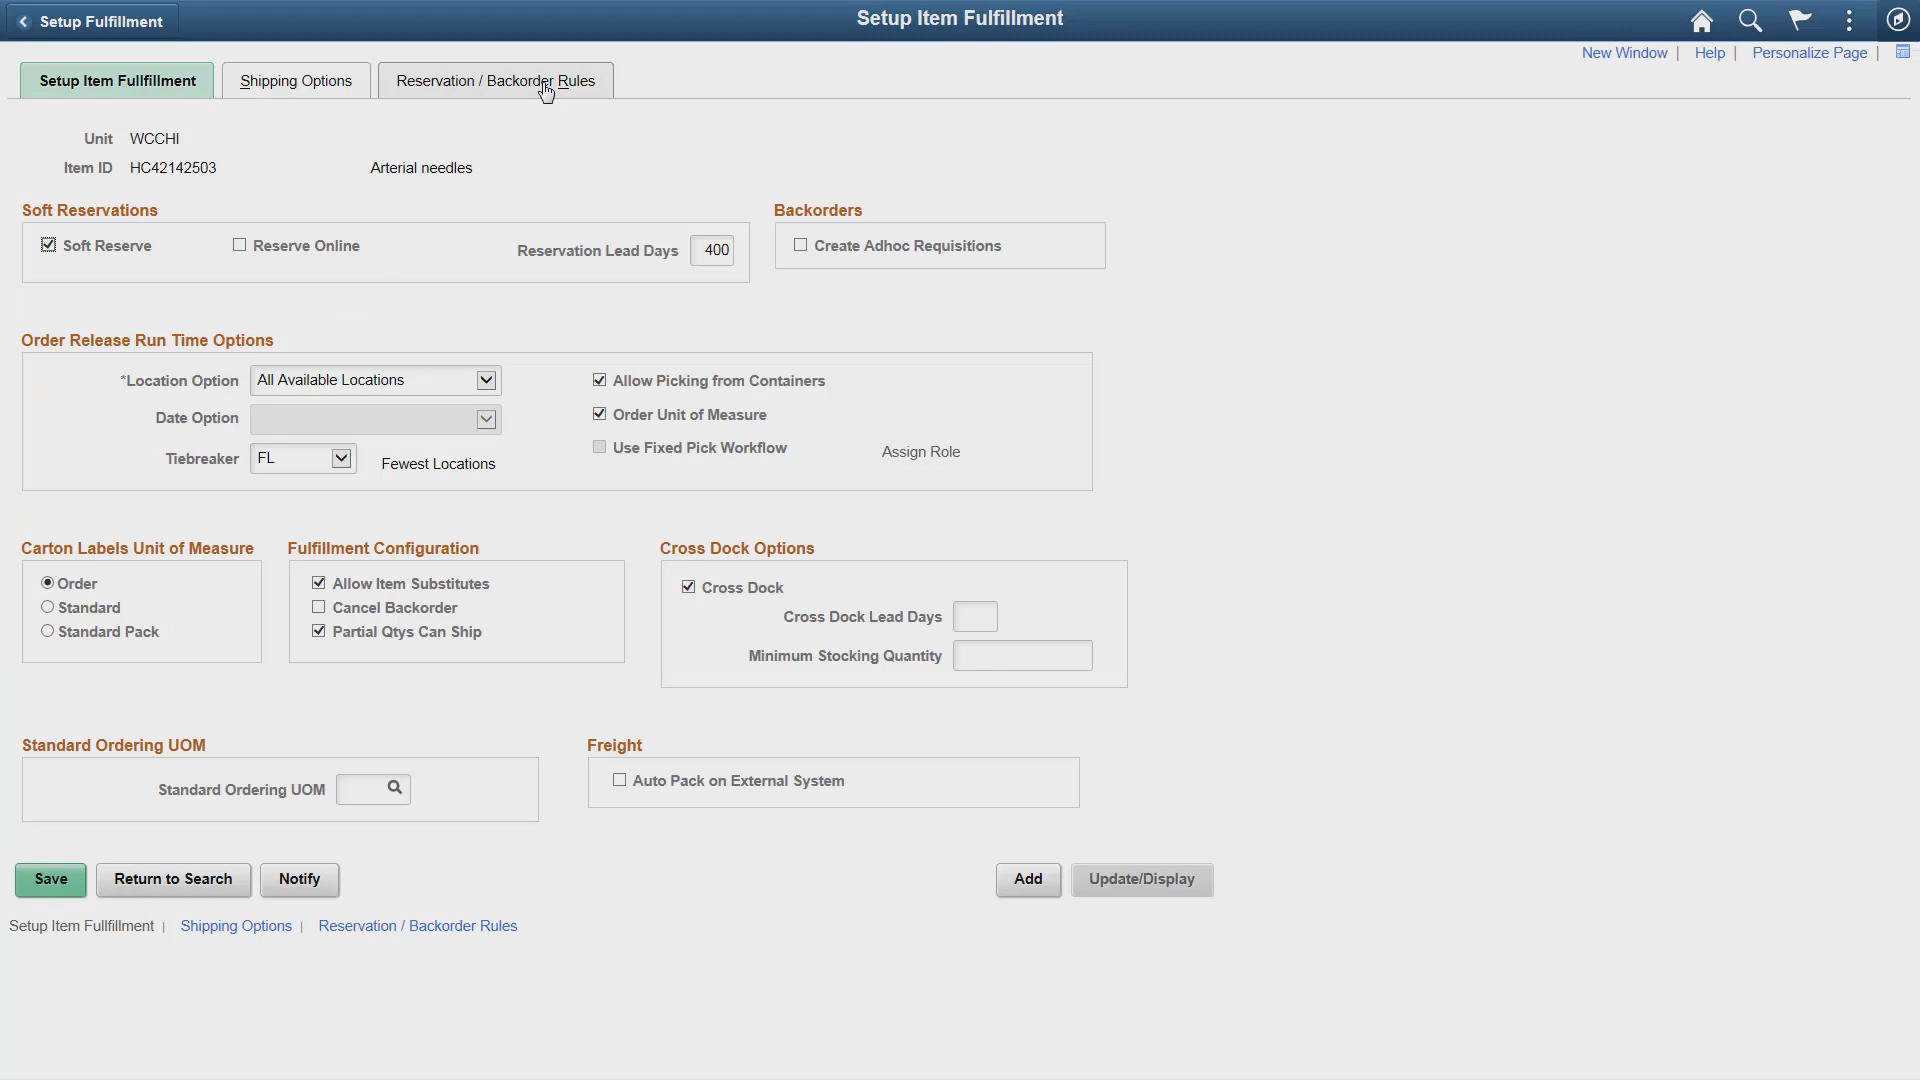 Setup Fulfillment
Setup Item Fulfillment
New Window | Help | Personalize Page |
Setup Item Fullfillment
Shipping Options
Reservation / Backorder Rules
Unit WCCHI
Item ID HC42142503 Arterial needles
Soft Reservations
Soft Reserve Reserve Online Reservation Lead Days 400
Backorders
Create Adhoc Requisitions
Order Release Run Time Options
*Location Option All Available Locations
Allow Picking from Containers
Date Option
Order Unit of Measure
Tiebreaker FL Fewest Locations
Use Fixed Pick Workflow Assign Role
Carton Labels Unit of Measure
Order
Standard
Standard Pack
Fulfillment Configuration
Allow Item Substitutes
Cancel Backorder
Partial Qtys Can Ship
Cross Dock Options
Cross Dock
Cross Dock Lead Days
Minimum Stocking Quantity
Standard Ordering UOM
Standard Ordering UOM
Freight
Auto Pack on External System
Save Return to Search Notify Add Update/Display
Setup Item Fullfillment | Shipping Options | Reservation / Backorder Rules